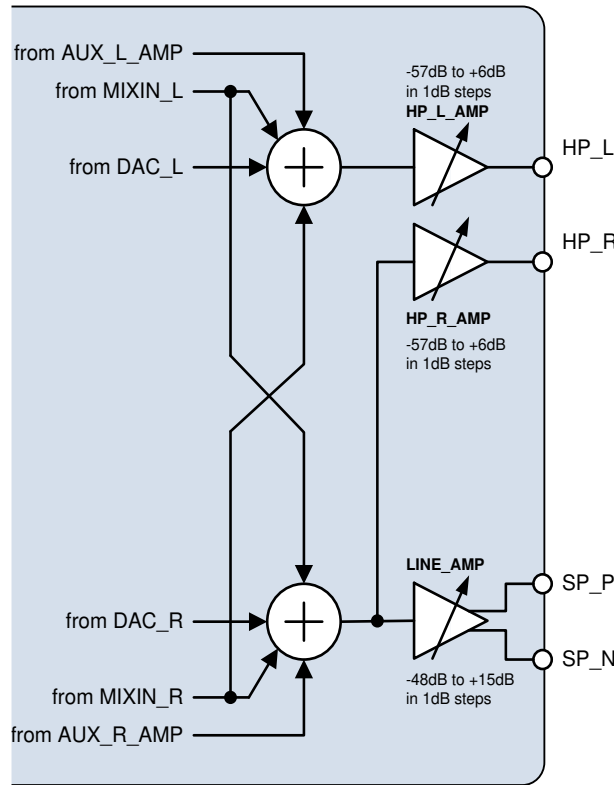 from AUX_L_AMP
from MIXIN_L
from DAC_L
-57dB to +6dB
in 1dB steps
HP_L_AMP
HP_L
HP_R
HP_R_AMP
-57dB to +6dB
in 1dB steps
LINE_AMP
SP_P
from DAC_R
SP_N
from MIXIN_R
-48dB to +15dB
in 1dB steps
from AUX_R_AMP